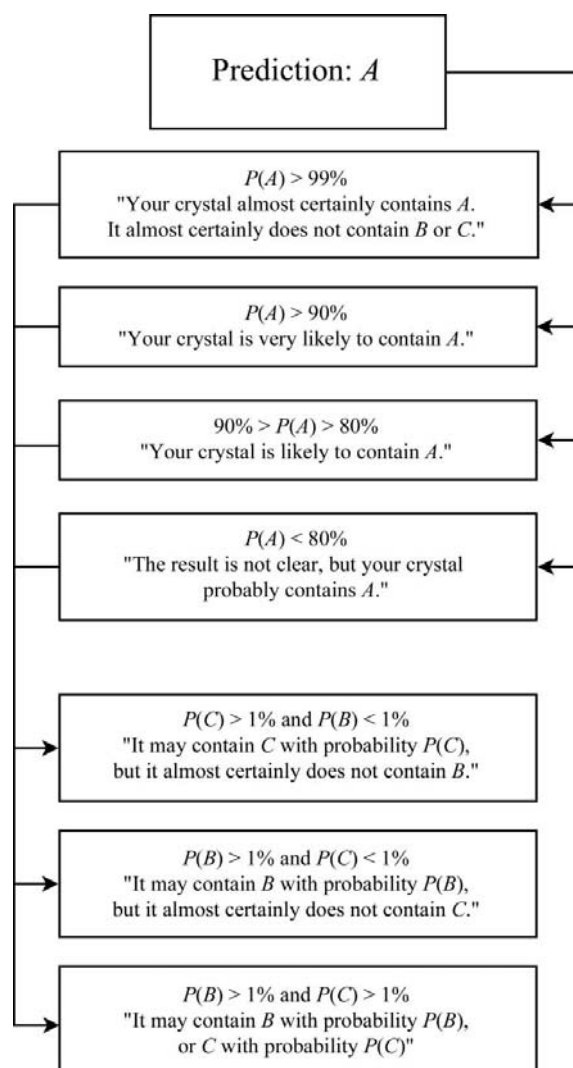 Prediction: A
P(A) > 99%
"Your crystal almost certainly contains A.
It almost certainly does not contain B or C."
P(A) > 90%
"Your crystal is very likely to contain A."
90% > P(A) > 80%
"Your crystal is likely to contain A."
P(A) < 80%
"The result is not clear, but your crystal
probably contains A."
P(C) > 1% and P(B) < 1%
"It may contain C with probability P(C),
but it almost certainly does not contain B."
P(B) > 1% and P(C) < 1%
"It may contain B with probability P(B),
but it almost certainly does not contain C."
P(B) > 1% and P(C) > 1%
"It may contain B with probability P(B),
or C with probability P(C)"